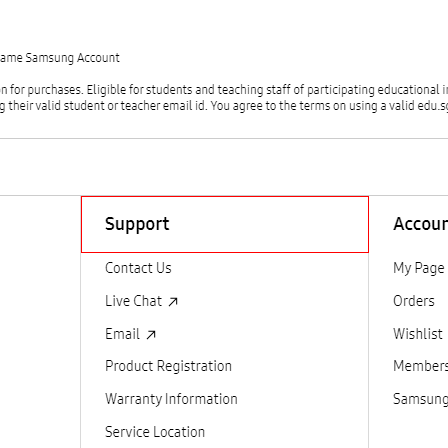 ame Samsung Account
n for purchases. Eligible for students and teaching staff of participating educational i
g their valid student or teacher email id. You agree to the terms on using a valid edu.s
Support
Contact Us
Live Chat ↗
Email ↗
Product Registration
Warranty Information
Service Location
Accour
My Page
Orders
Wishlist
Members
Samsung